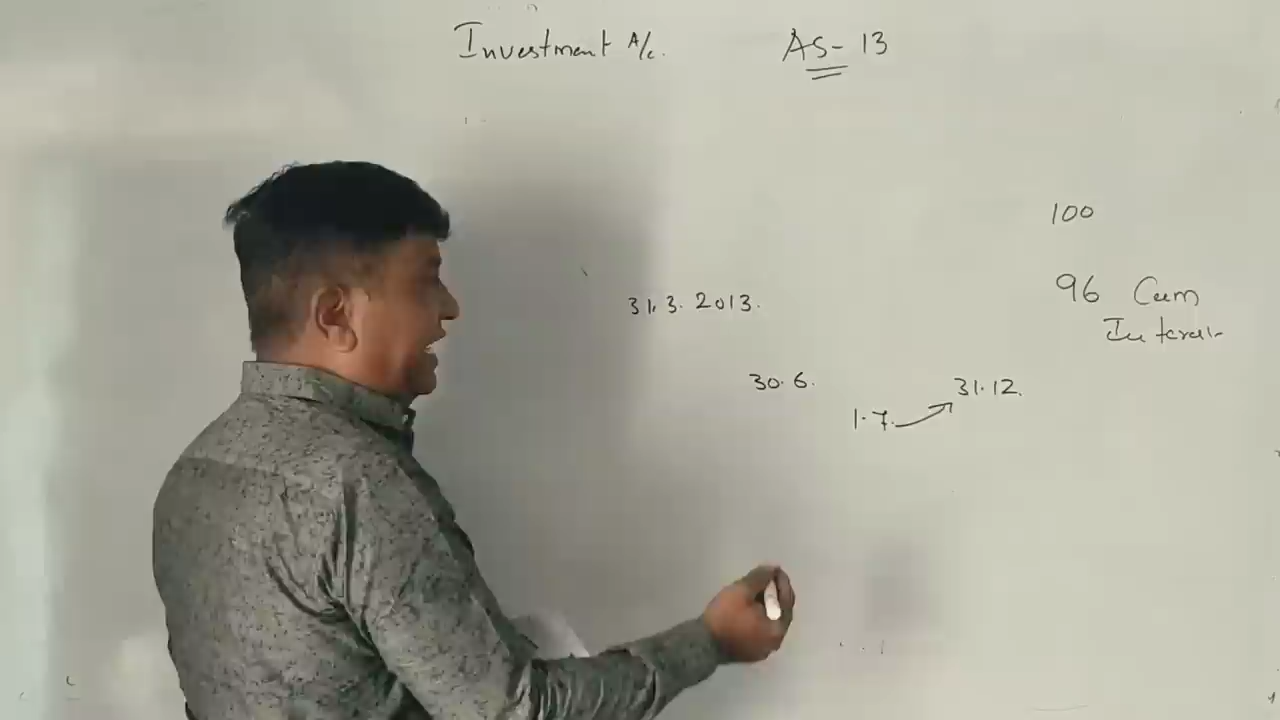 Investment A/c. AS- 13
100
31.3.2013.
96 Cum
Interest
30.6. 31.12.
1.7.